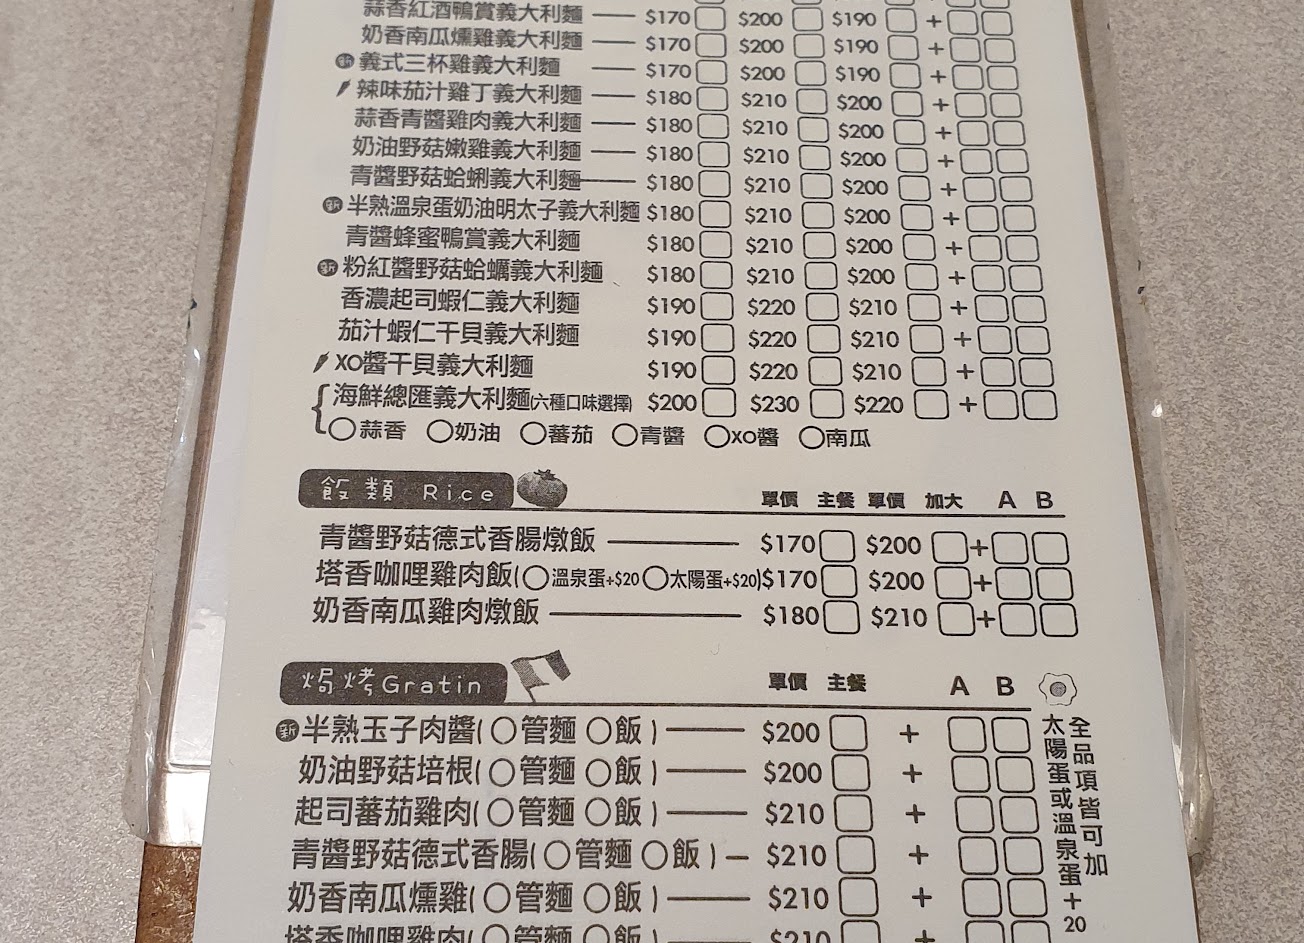 蒜香紅酒鴨賞義大利麵 $170 $200 $190 +
奶香南瓜燻雞義大利麵 $170 $200 $190 +
新 義式三杯雞義大利麵 $170 $200 $190 +
辣味茄汁雞丁義大利麵 $180 $210 $200 +
蒜香青醬雞肉義大利麵 $180 $210 $200 +
奶油野菇嫩雞義大利麵 $180 $210 $200 +
青醬野菇蛤蜊義大利麵 $180 $210 $200 +
新 半熟溫泉蛋奶油明太子義大利麵 $180 $210 $200 +
青醬蜂蜜鴨賞義大利麵 $180 $210 $200 +
新 粉紅醬野菇蛤蠣義大利麵 $180 $210 $200 +
香濃起司蝦仁義大利麵 $190 $220 $210 +
茄汁蝦仁干貝義大利麵 $190 $220 $210 +
XO醬干貝義大利麵 $190 $220 $210 +
海鮮總匯義大利麵(六種口味選擇) $200 $230 $220 +
蒜香 奶油 蕃茄 青醬 XO醬 南瓜
飯類 Rice 單價 主餐 單價 加大 A B
青醬野菇德式香腸燉飯 $170 $200 +
塔香咖哩雞肉飯(溫泉蛋+$20 太陽蛋+$20) $170 $200 +
奶香南瓜雞肉燉飯 $180 $210 +
焗烤Gratin 單價 主餐 A B
新 半熟玉子肉醬(管麵 飯) $200 +
奶油野菇培根(管麵 飯) $200 +
起司蕃茄雞肉(管麵 飯) $210 +
青醬野菇德式香腸(管麵 飯) $210 +
奶香南瓜燻雞(管麵 飯) $210 +
塔香咖哩雞肉(管麵 飯) $210
全品項皆可加
太陽蛋或溫泉蛋+20